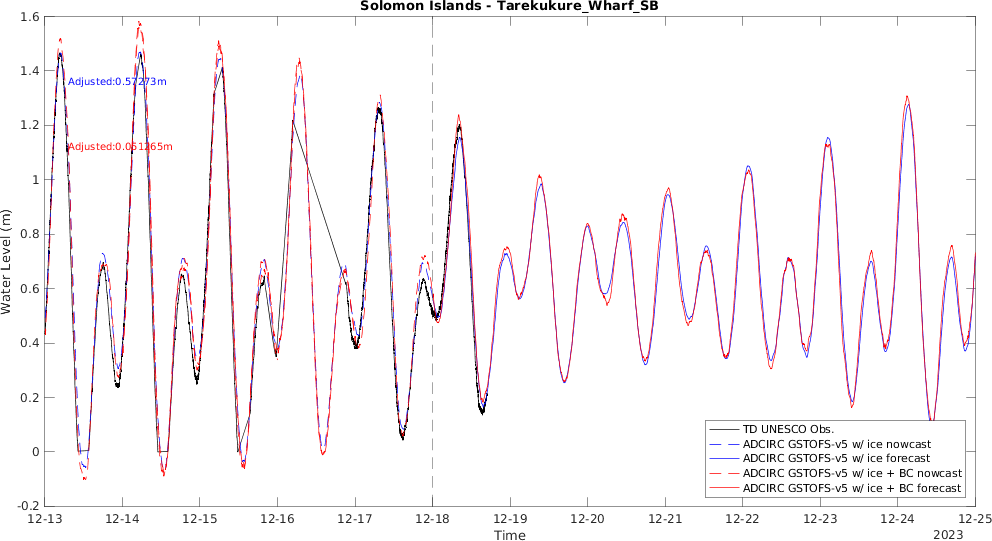 Solomon Islands - Tarekukure_Wharf_SB
1.6
1.4
1.2
1
0.8
0.6
0.4
0.2
0
-0.2
Water Level (m)
Adjusted:0.57273m
Adjusted:0.051265m
TD UNESCO Obs.
ADCIRC GSTOFS-v5 w/ ice nowcast
ADCIRC GSTOFS-v5 w/ ice forecast
ADCIRC GSTOFS-v5 w/ ice + BC nowcast
ADCIRC GSTOFS-v5 w/ ice + BC forecast
12-13 12-14 12-15 12-16 12-17 12-18 12-19 12-20 12-21 12-22 12-23 12-24 12-25
Time
2023